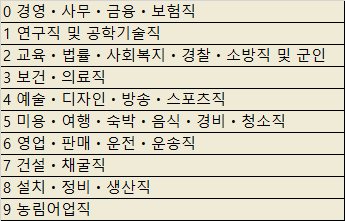 0 경영・사무・금융・보험직
1 연구직 및 공학기술직
2 교육・법률・사회복지・경찰・소방직 및 군인
3 보건・의료직
4 예술・디자인・방송・스포츠직
5 미용・여행・숙박・음식・경비・청소직
6 영업・판매・운전・운송직
7 건설・채굴직
8 설치・정비・생산직
9 농림어업직